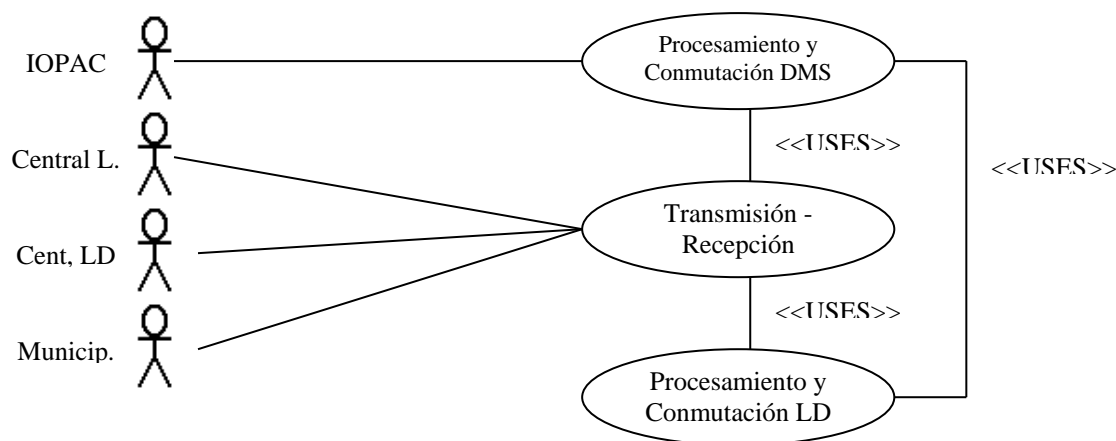 IOPAC
Procesamiento y
Conmutación DMS
Central L.
<<USES>>
<<USES>>
Transmisión -
Recepción
Cent, LD
<<USES>>
Municip.
Procesamiento y
Conmutación LD